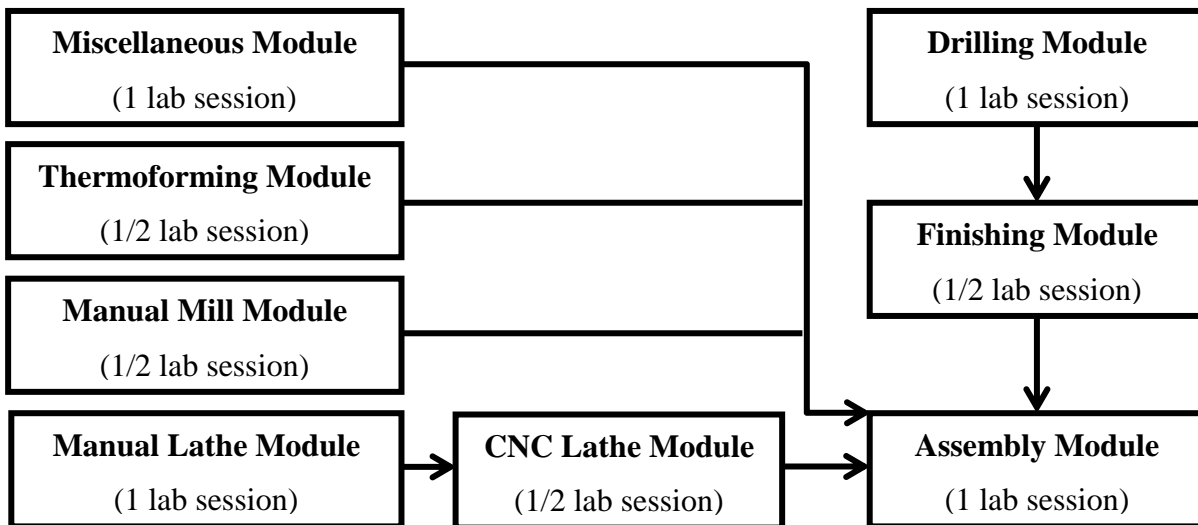 Miscellaneous Module
(1 lab session)
Drilling Module
(1 lab session)
Thermoforming Module
(1/2 lab session)
Finishing Module
(1/2 lab session)
Manual Mill Module
(1/2 lab session)
Manual Lathe Module
(1 lab session)
CNC Lathe Module
(1/2 lab session)
Assembly Module
(1 lab session)